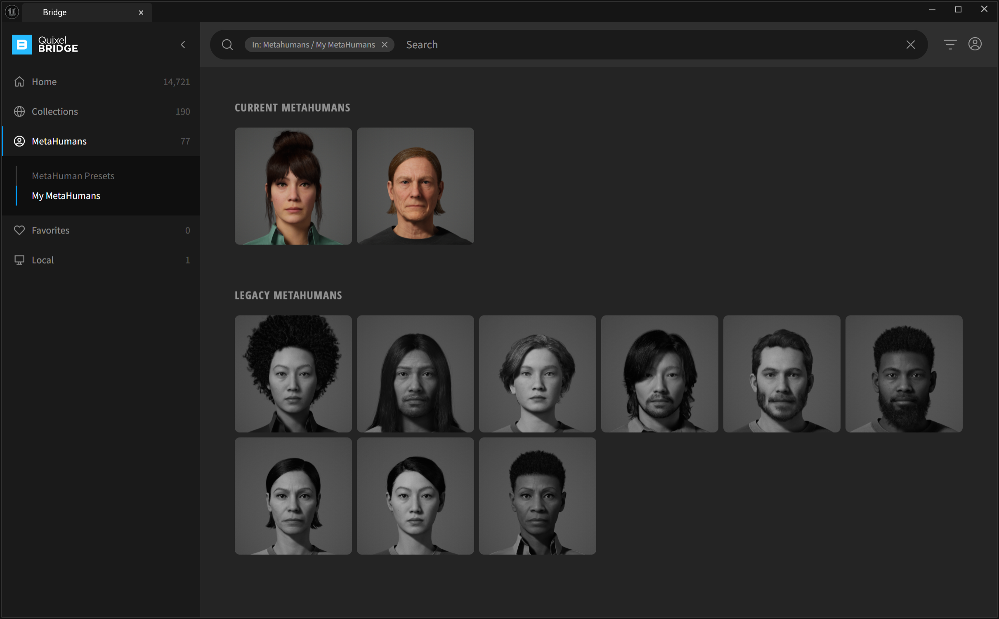 Bridge
Quixel
BRIDGE
In: Metahumans / My MetaHumans
Search
Home 14,721
Collections 190
MetaHumans 77
MetaHuman Presets
My MetaHumans
Favorites 0
Local 1
CURRENT METAHUMANS
LEGACY METAHUMANS